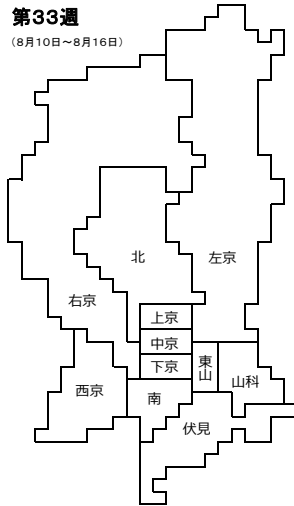 第33週
（8月10日～8月16日）
北
左京
右京
上京
中京
下京
東山
山科
西京
南
伏見